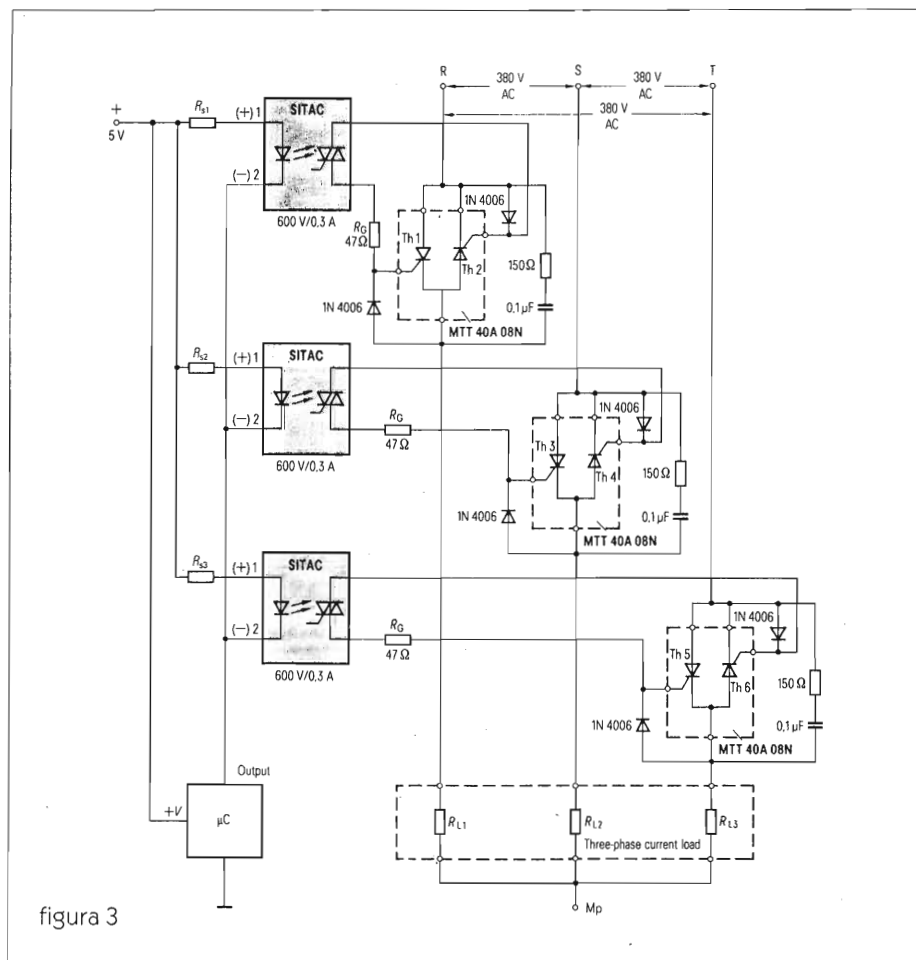 R S T
380 V AC
380 V AC
380 V AC
+
5 V
Rs1
(+) 1
(–) 2
SITAC
600 V/0,3 A
RG
47Ω
1N 4006
Th 1
Th 2
1N 4006
150Ω
0,1µF
MTT 40A 08N
Rs2
(+) 1
(–) 2
SITAC
600 V/0,3 A
RG
47Ω
1N 4006
Th 3
Th 4
1N 4006
150Ω
0,1µF
MTT 40A 08N
Rs3
(+) 1
(–) 2
SITAC
600 V/0,3 A
RG
47Ω
1N 4006
Th 5
Th 6
1N 4006
150Ω
0,1µF
MTT 40A 08N
Output
+V
µC
RL1
RL2
RL3
Three-phase current load
Mp
figura 3